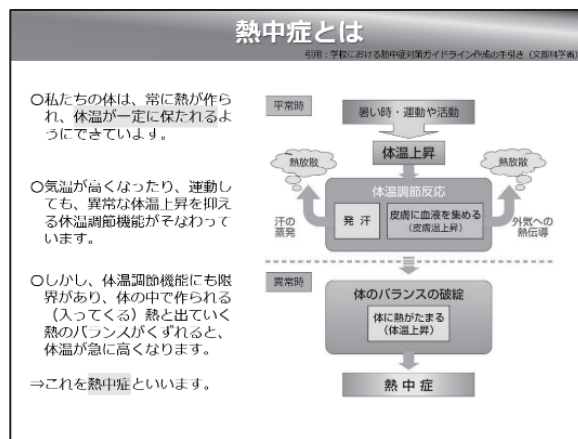 熱中症とは
引用：学校における熱中症対策ガイドライン作成の手引き（文部科学省）
○私たちの体は、常に熱が作ら
れ、体温が一定に保たれるよ
うにできています。
○気温が高くなったり、運動し
ても、異常な体温上昇を抑え
る体温調節機能がそなわって
います。
○しかし、体温調節機能にも限
界があり、体の中で作られる
（入ってくる）熱と出ていく
熱のバランスがくずれると、
体温が急に高くなります。
⇒これを熱中症といいます。
平常時
暑い時・運動や活動
体温上昇
熱放散
熱放散
体温調節反応
汗の
蒸発
発汗
皮膚に血液を集める
（皮膚温上昇）
外気への
熱伝導
異常時
体のバランスの破綻
体に熱がたまる
（体温上昇）
熱中症